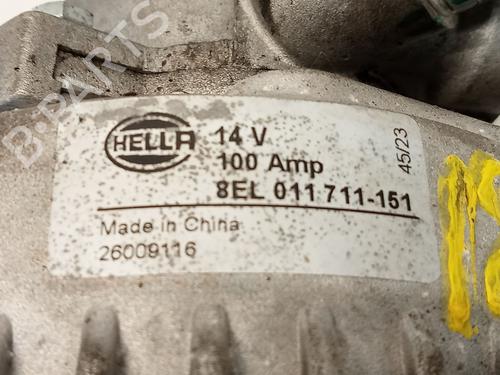 HELLA
14 V
100 Amp
8EL 011 711-151
45/23
Made in China
26009116
B-PARTS